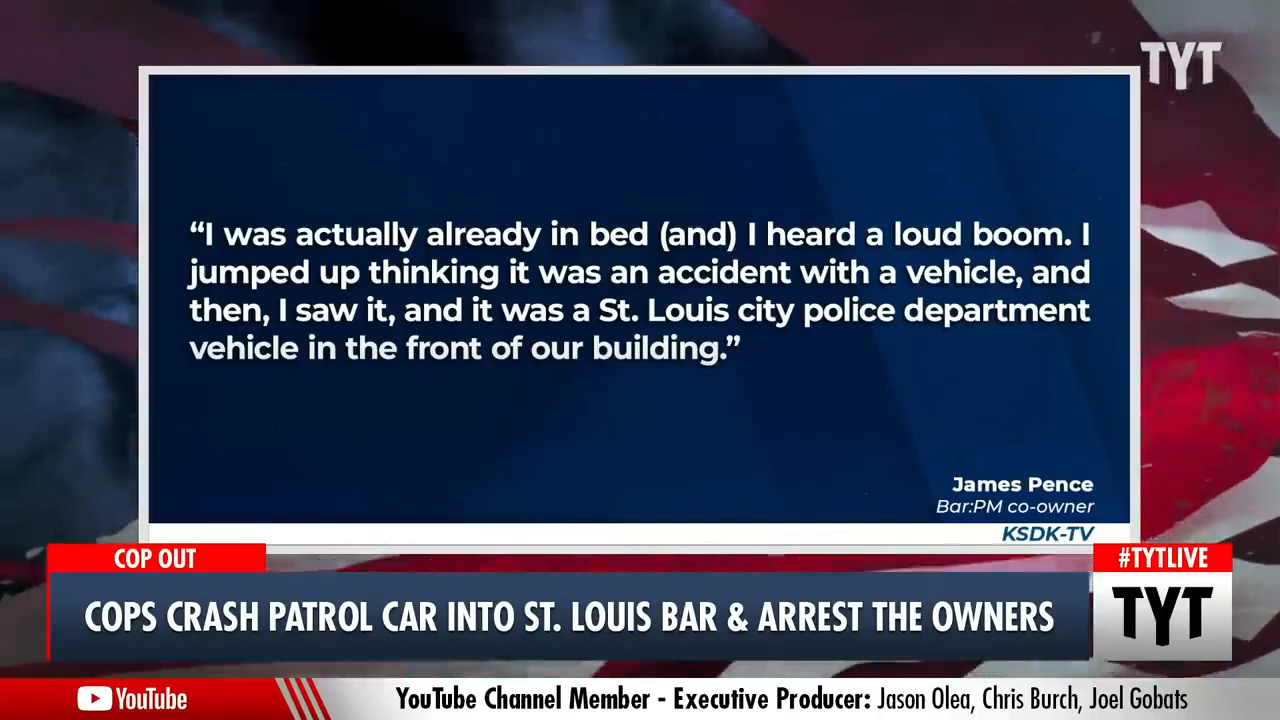 TYT
“I was actually already in bed (and) I heard a loud boom. I
jumped up thinking it was an accident with a vehicle, and
then, I saw it, and it was a St. Louis city police department
vehicle in the front of our building.”
James Pence
Bar:PM co-owner
KSDK-TV
COP OUT
#TYTLIVE
COPS CRASH PATROL CAR INTO ST. LOUIS BAR & ARREST THE OWNERS
TYT
YouTube
YouTube Channel Member - Executive Producer: Jason Olea, Chris Burch, Joel Gobats